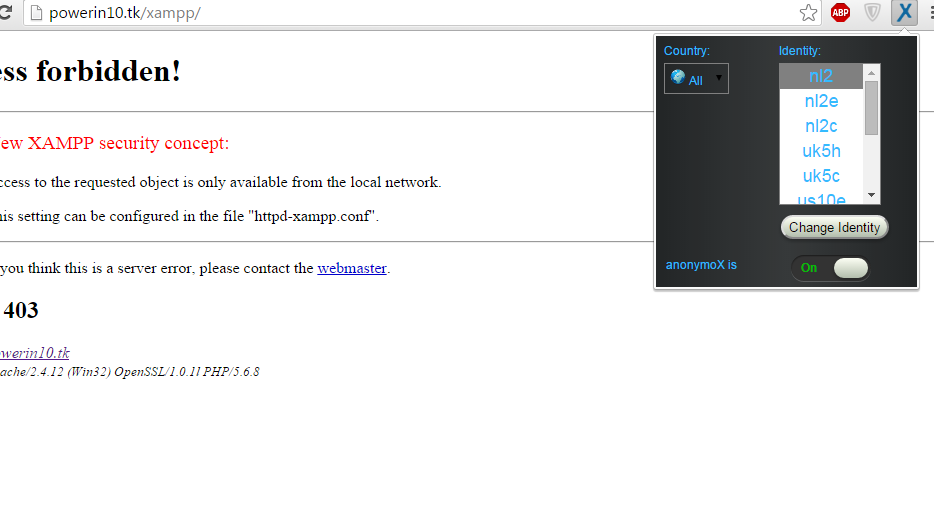 powerin10.tk/xampp/
ABP
X
ess forbidden!
New XAMPP security concept:
ccess to the requested object is only available from the local network.
his setting can be configured in the file "httpd-xampp.conf".
you think this is a server error, please contact the webmaster.
403
owerin10.tk
ache/2.4.12 (Win32) OpenSSL/1.0.1l PHP/5.6.8
Country:
All
Identity:
nl2
nl2e
nl2c
uk5h
uk5c
us10e
Change Identity
anonymoX is
On